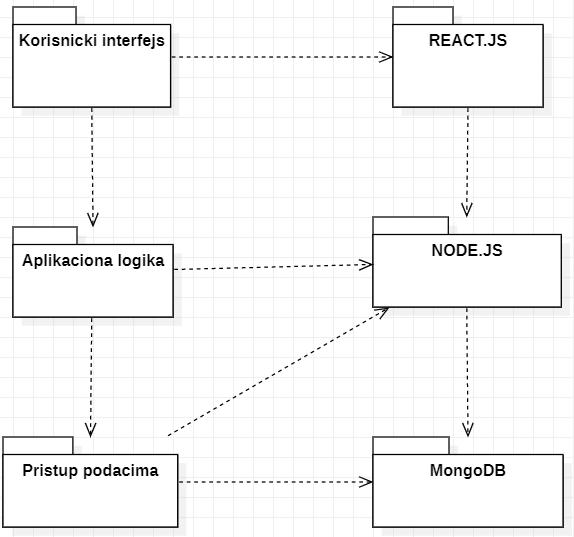 Korisnicki interfejs
REACT.JS
Aplikaciona logika
NODE.JS
Pristup podacima
MongoDB